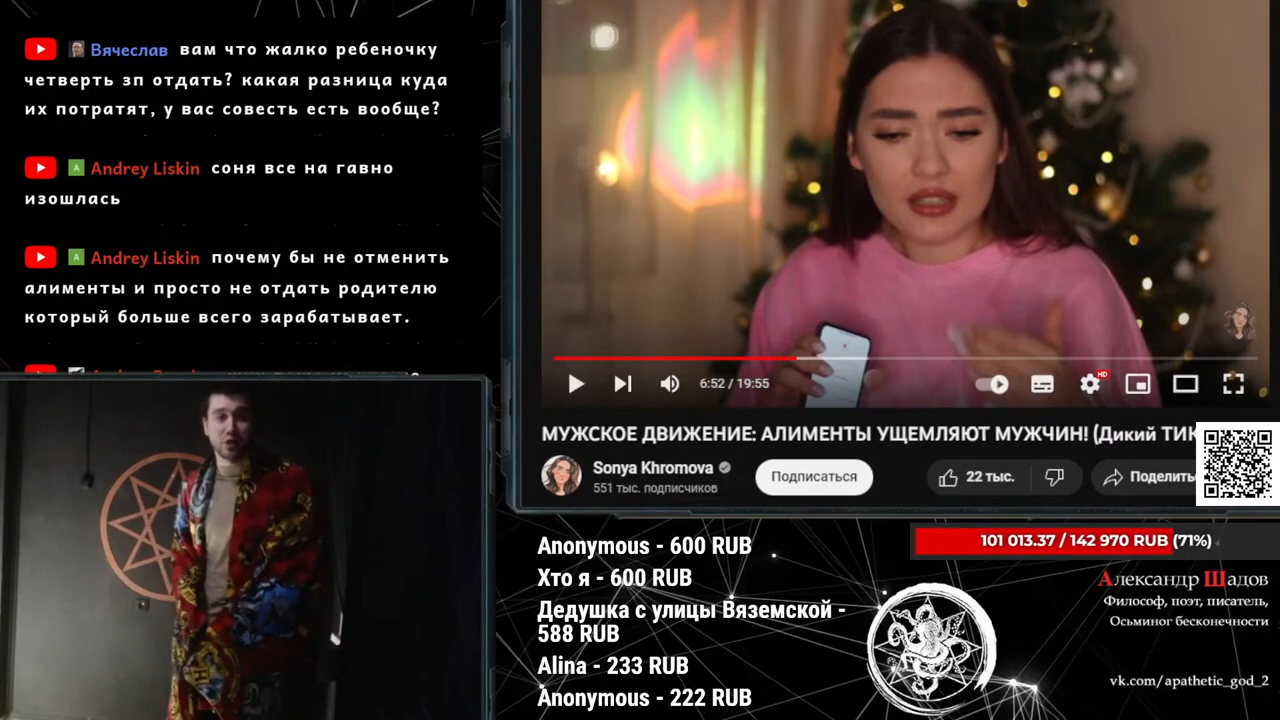 Вячеслав вам что жалко ребеночку
четверть зп отдать? какая разница куда
их потратят, у вас совесть есть вообще?
Andrey Liskin соня все на гавно
изошлась
Andrey Liskin почему бы не отменить
алименты и просто не отдать родителю
который больше всего зарабатывает.
6:52 / 19:55
HD
МУЖСКОЕ ДВИЖЕНИЕ: АЛИМЕНТЫ УЩЕМЛЯЮТ МУЖЧИН! (Дикий ТИК
Sonya Khromova
551 тыс. подписчиков
Подписаться
22 тыс.
Поделить
Anonymous - 600 RUB
Хто я - 600 RUB
Дедушка с улицы Вяземской -
588 RUB
Alina - 233 RUB
Anonymous - 222 RUB
101 013.37 / 142 970 RUB (71%)
Александр Шадов
Философ, поэт, писатель,
Осьминог бесконечности
vk.com/apathetic_god_2